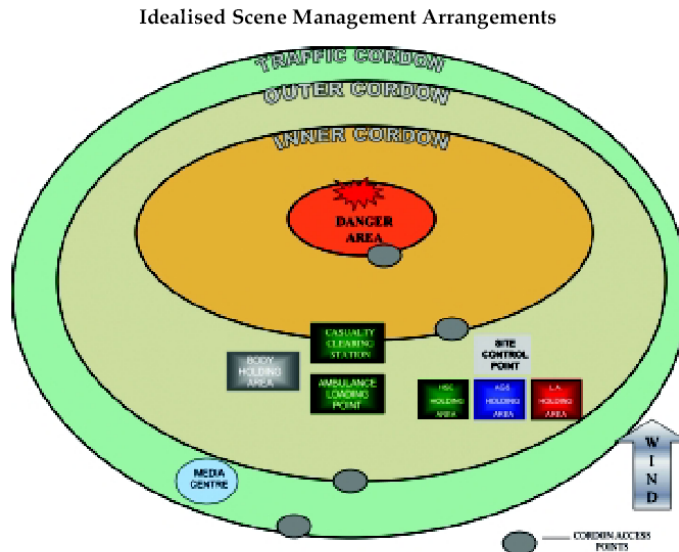 Idealised Scene Management Arrangements
TRAFFIC CORDON
OUTER CORDON
INNER CORDON
DANGER
AREA
CASUALTY
CLEARING
STATION
BODY
HOLDING
AREA
AMBULANCE
LOADING
POINT
SITE
CONTROL
POINT
HSE
HOLDING
AREA
AGS
HOLDING
AREA
LA
HOLDING
AREA
MEDIA
CENTRE
W
I
N
D
CORDON ACCESS
POINTS